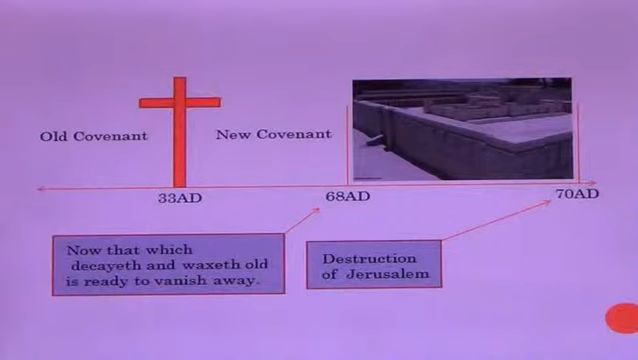 Old Covenant
New Covenant
33AD
68AD
70AD
Now that which
decayeth and waxeth old
is ready to vanish away.
Destruction
of Jerusalem